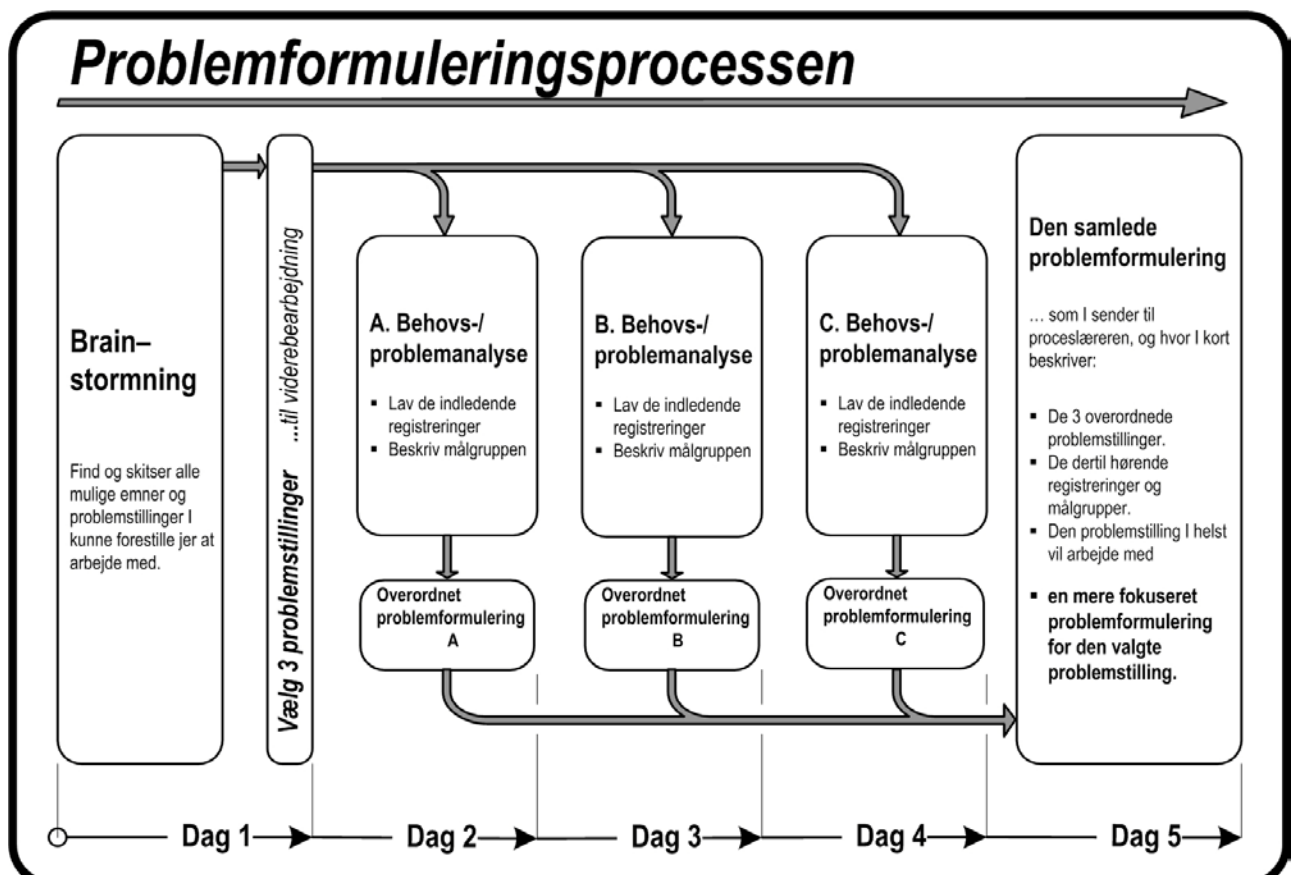 Problemformuleringsprocessen
Brain–
stormning
Find og skitser alle
mulige emner og
problemstillinger I
kunne forestille jer at
arbejde med.
Vælg 3 problemstillinger ...til viderebearbejdning
A. Behovs-/
problemanalyse
▪ Lav de indledende
registreringer
▪ Beskriv målgruppen
Overordnet
problemformulering
A
B. Behovs-/
problemanalyse
▪ Lav de indledende
registreringer
▪ Beskriv målgruppen
Overordnet
problemformulering
B
C. Behovs-/
problemanalyse
▪ Lav de indledende
registreringer
▪ Beskriv målgruppen
Overordnet
problemformulering
C
Den samlede
problemformulering
… som I sender til
proceslæreren, og hvor I kort
beskriver:
▪ De 3 overordnede
problemstillinger.
▪ De dertil hørende
registreringer og
målgrupper.
▪ Den problemstilling I helst
vil arbejde med
▪ en mere fokuseret
problemformulering
for den valgte
problemstilling.
Dag 1
Dag 2
Dag 3
Dag 4
Dag 5